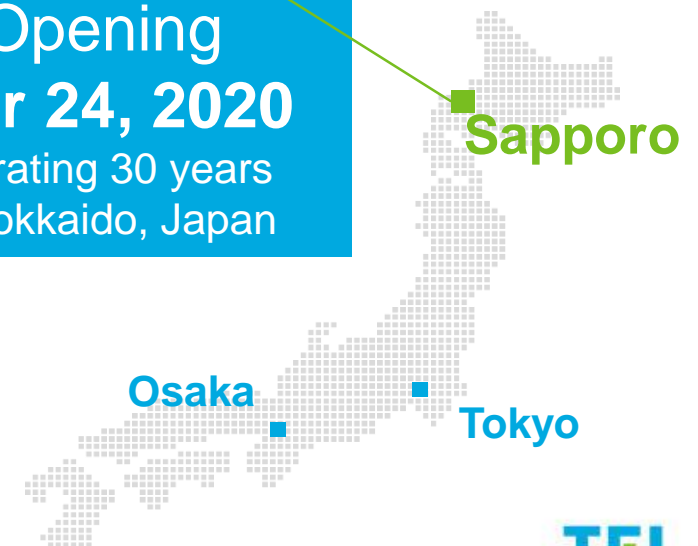 Opening
r 24, 2020
rating 30 years
okkaido, Japan
Sapporo
Osaka
Tokyo